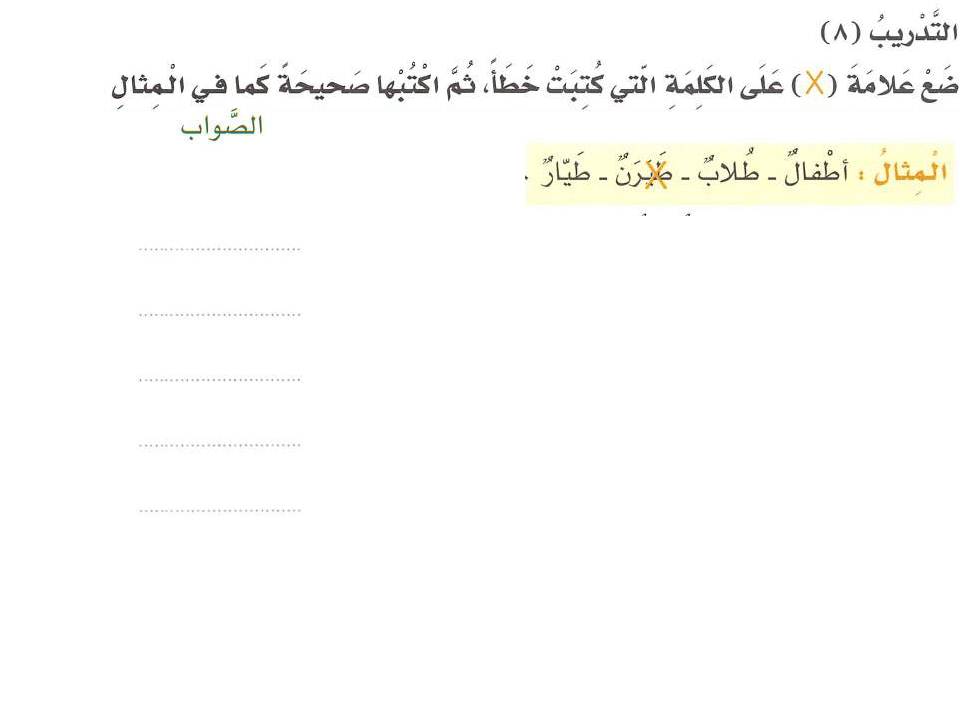 التَّدْريبُ (٨)
ضَعْ عَلامَةَ (X) عَلَى الكَلِمَةِ الّتي كُتِبَتْ خَطَأً، ثُمَّ اكْتُبْها صَحيحَةً كَما في الْمِثالِ
الصَّواب
الْمِثالُ : أطْفالٌ - طُلابٌ - - طَيّارٌ .